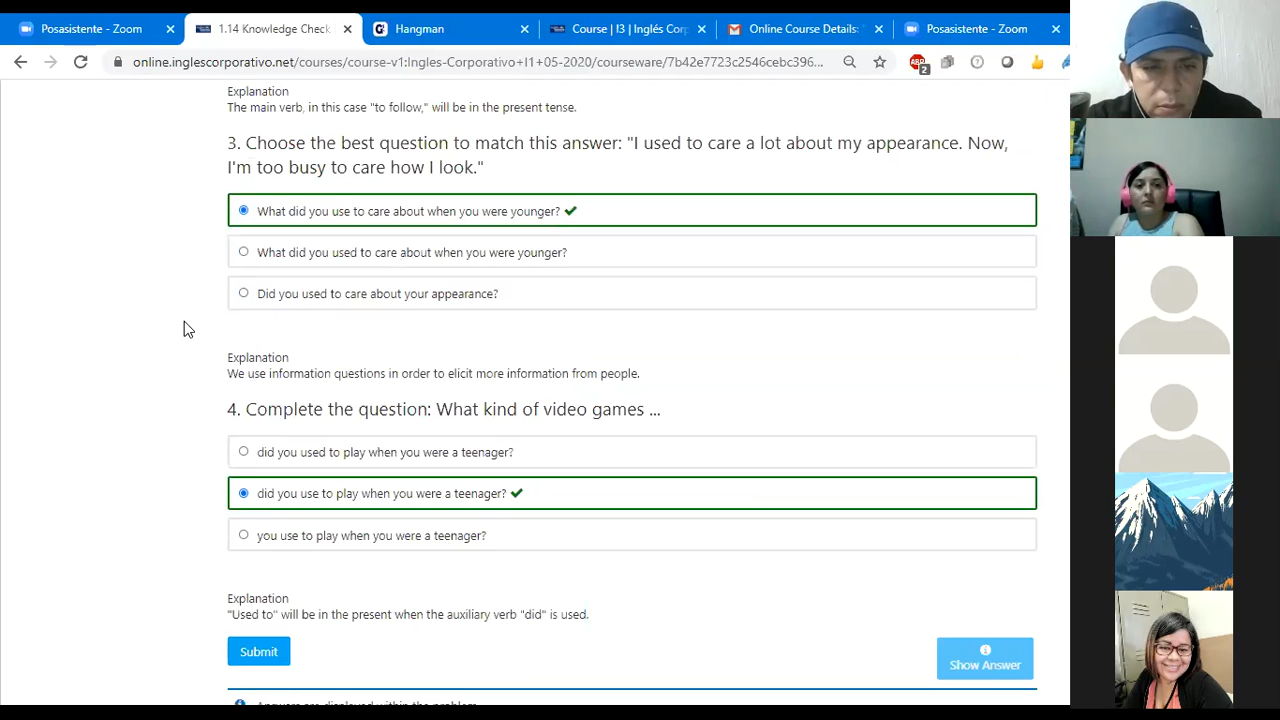 Posasistente - Zoom
1.14 Knowledge Check
Hangman
Course | I3 | Inglés Corp
Online Course Details:
Posasistente - Zoom
online.inglescorporativo.net/courses/course-v1:Ingles-Corporativo+I1+05-2020/courseware/7b42e7723c2546cebc396...
ABP
2
Explanation
The main verb, in this case "to follow," will be in the present tense.
3. Choose the best question to match this answer: "I used to care a lot about my appearance. Now,
I'm too busy to care how I look."
What did you use to care about when you were younger?
What did you used to care about when you were younger?
Did you used to care about your appearance?
Explanation
We use information questions in order to elicit more information from people.
4. Complete the question: What kind of video games ...
did you used to play when you were a teenager?
did you use to play when you were a teenager?
you use to play when you were a teenager?
Explanation
"Used to" will be in the present when the auxiliary verb "did" is used.
Submit
Show Answer
Answers are displayed within the problem